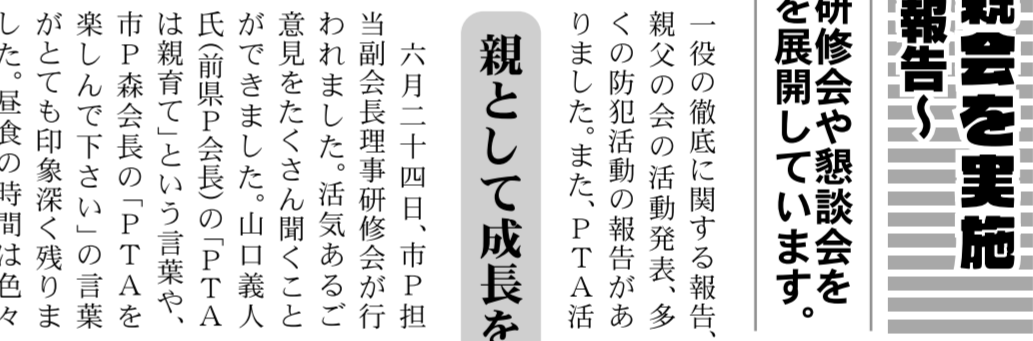 親会を実施
報告～
研修会や懇談会を
を展開しています。
一役の徹底に関する報告、
親父の会の活動発表、多
くの防犯活動の報告があ
りました。また、PTA活
親として成長を
六月二十四日、市P担
当副会長理事研修会が行
われました。活気あるご
意見をたくさん聞くこと
ができました。山口義人
氏(前県P会長)の「PTA
は親育て」という言葉や、
市P森会長の「PTAを
楽しんで下さい」の言葉
がとても印象深く残りま
した。昼食の時間は色々